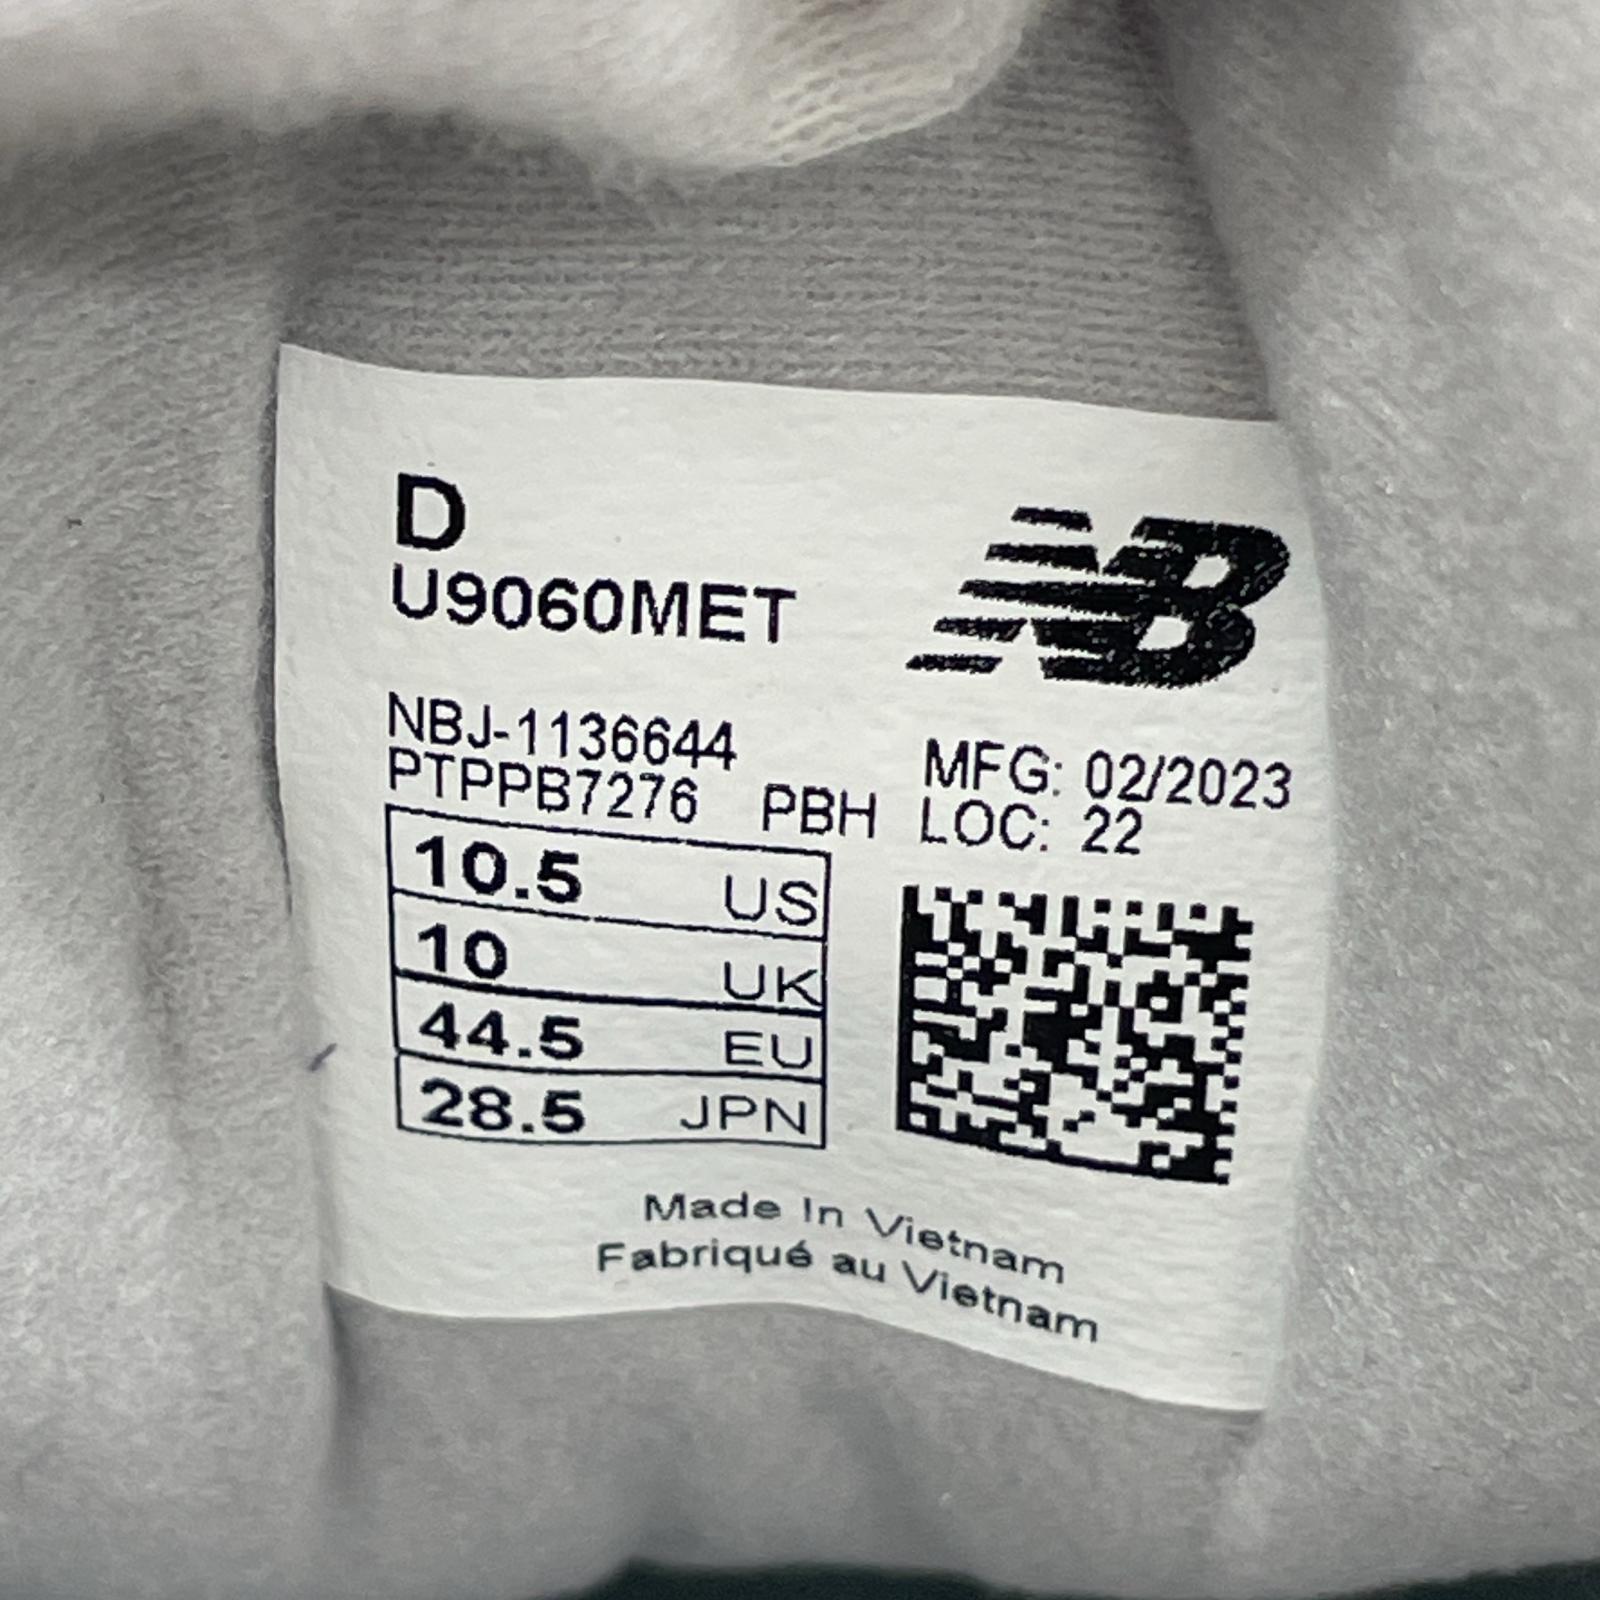 D
U9060MET
NB
NBJ-1136644
PTPPB7276 PBH
MFG: 02/2023
LOC: 22
10.5 US
10 UK
44.5 EU
28.5 JPN
Made In Vietnam
Fabriqué au Vietnam